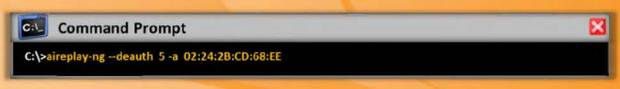 C:\ Command Prompt
C:\>aireplay-ng --deauth 5 -a 02:24:2B:CD:68:EE